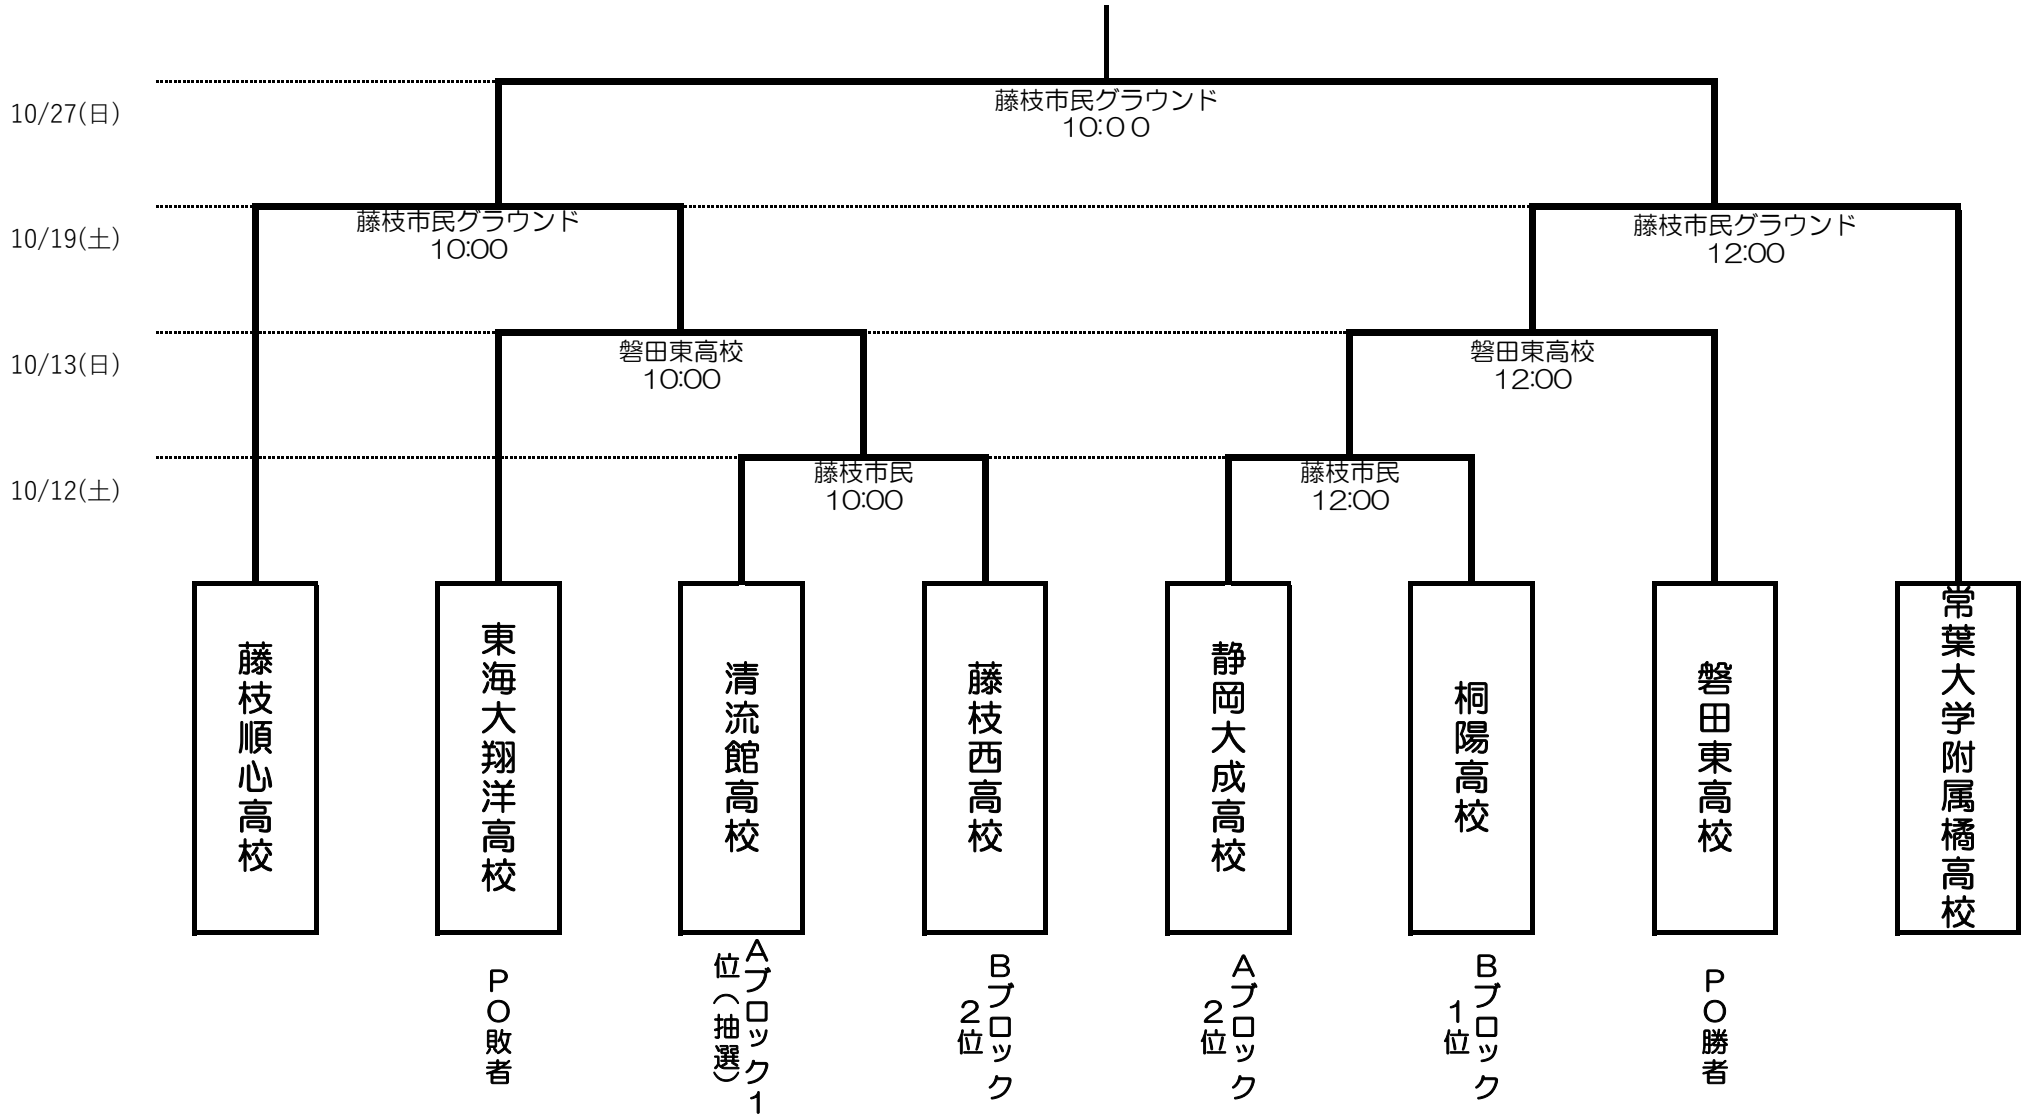 藤枝市民グラウンド
10:00
10/27(日)
藤枝市民グラウンド
10:00
藤枝市民グラウンド
12:00
10/19(土)
磐田東高校
10:00
磐田東高校
12:00
10/13(日)
藤枝市民
10:00
藤枝市民
12:00
10/12(土)
藤枝順心高校
東海大翔洋高校
清流館高校
藤枝西高校
静岡大成高校
桐陽高校
磐田東高校
常葉大学附属橘高校
PO敗者
Aブロック1
位(抽選)
Bブロック
2位
Aブロック
2位
Bブロック
1位
PO勝者